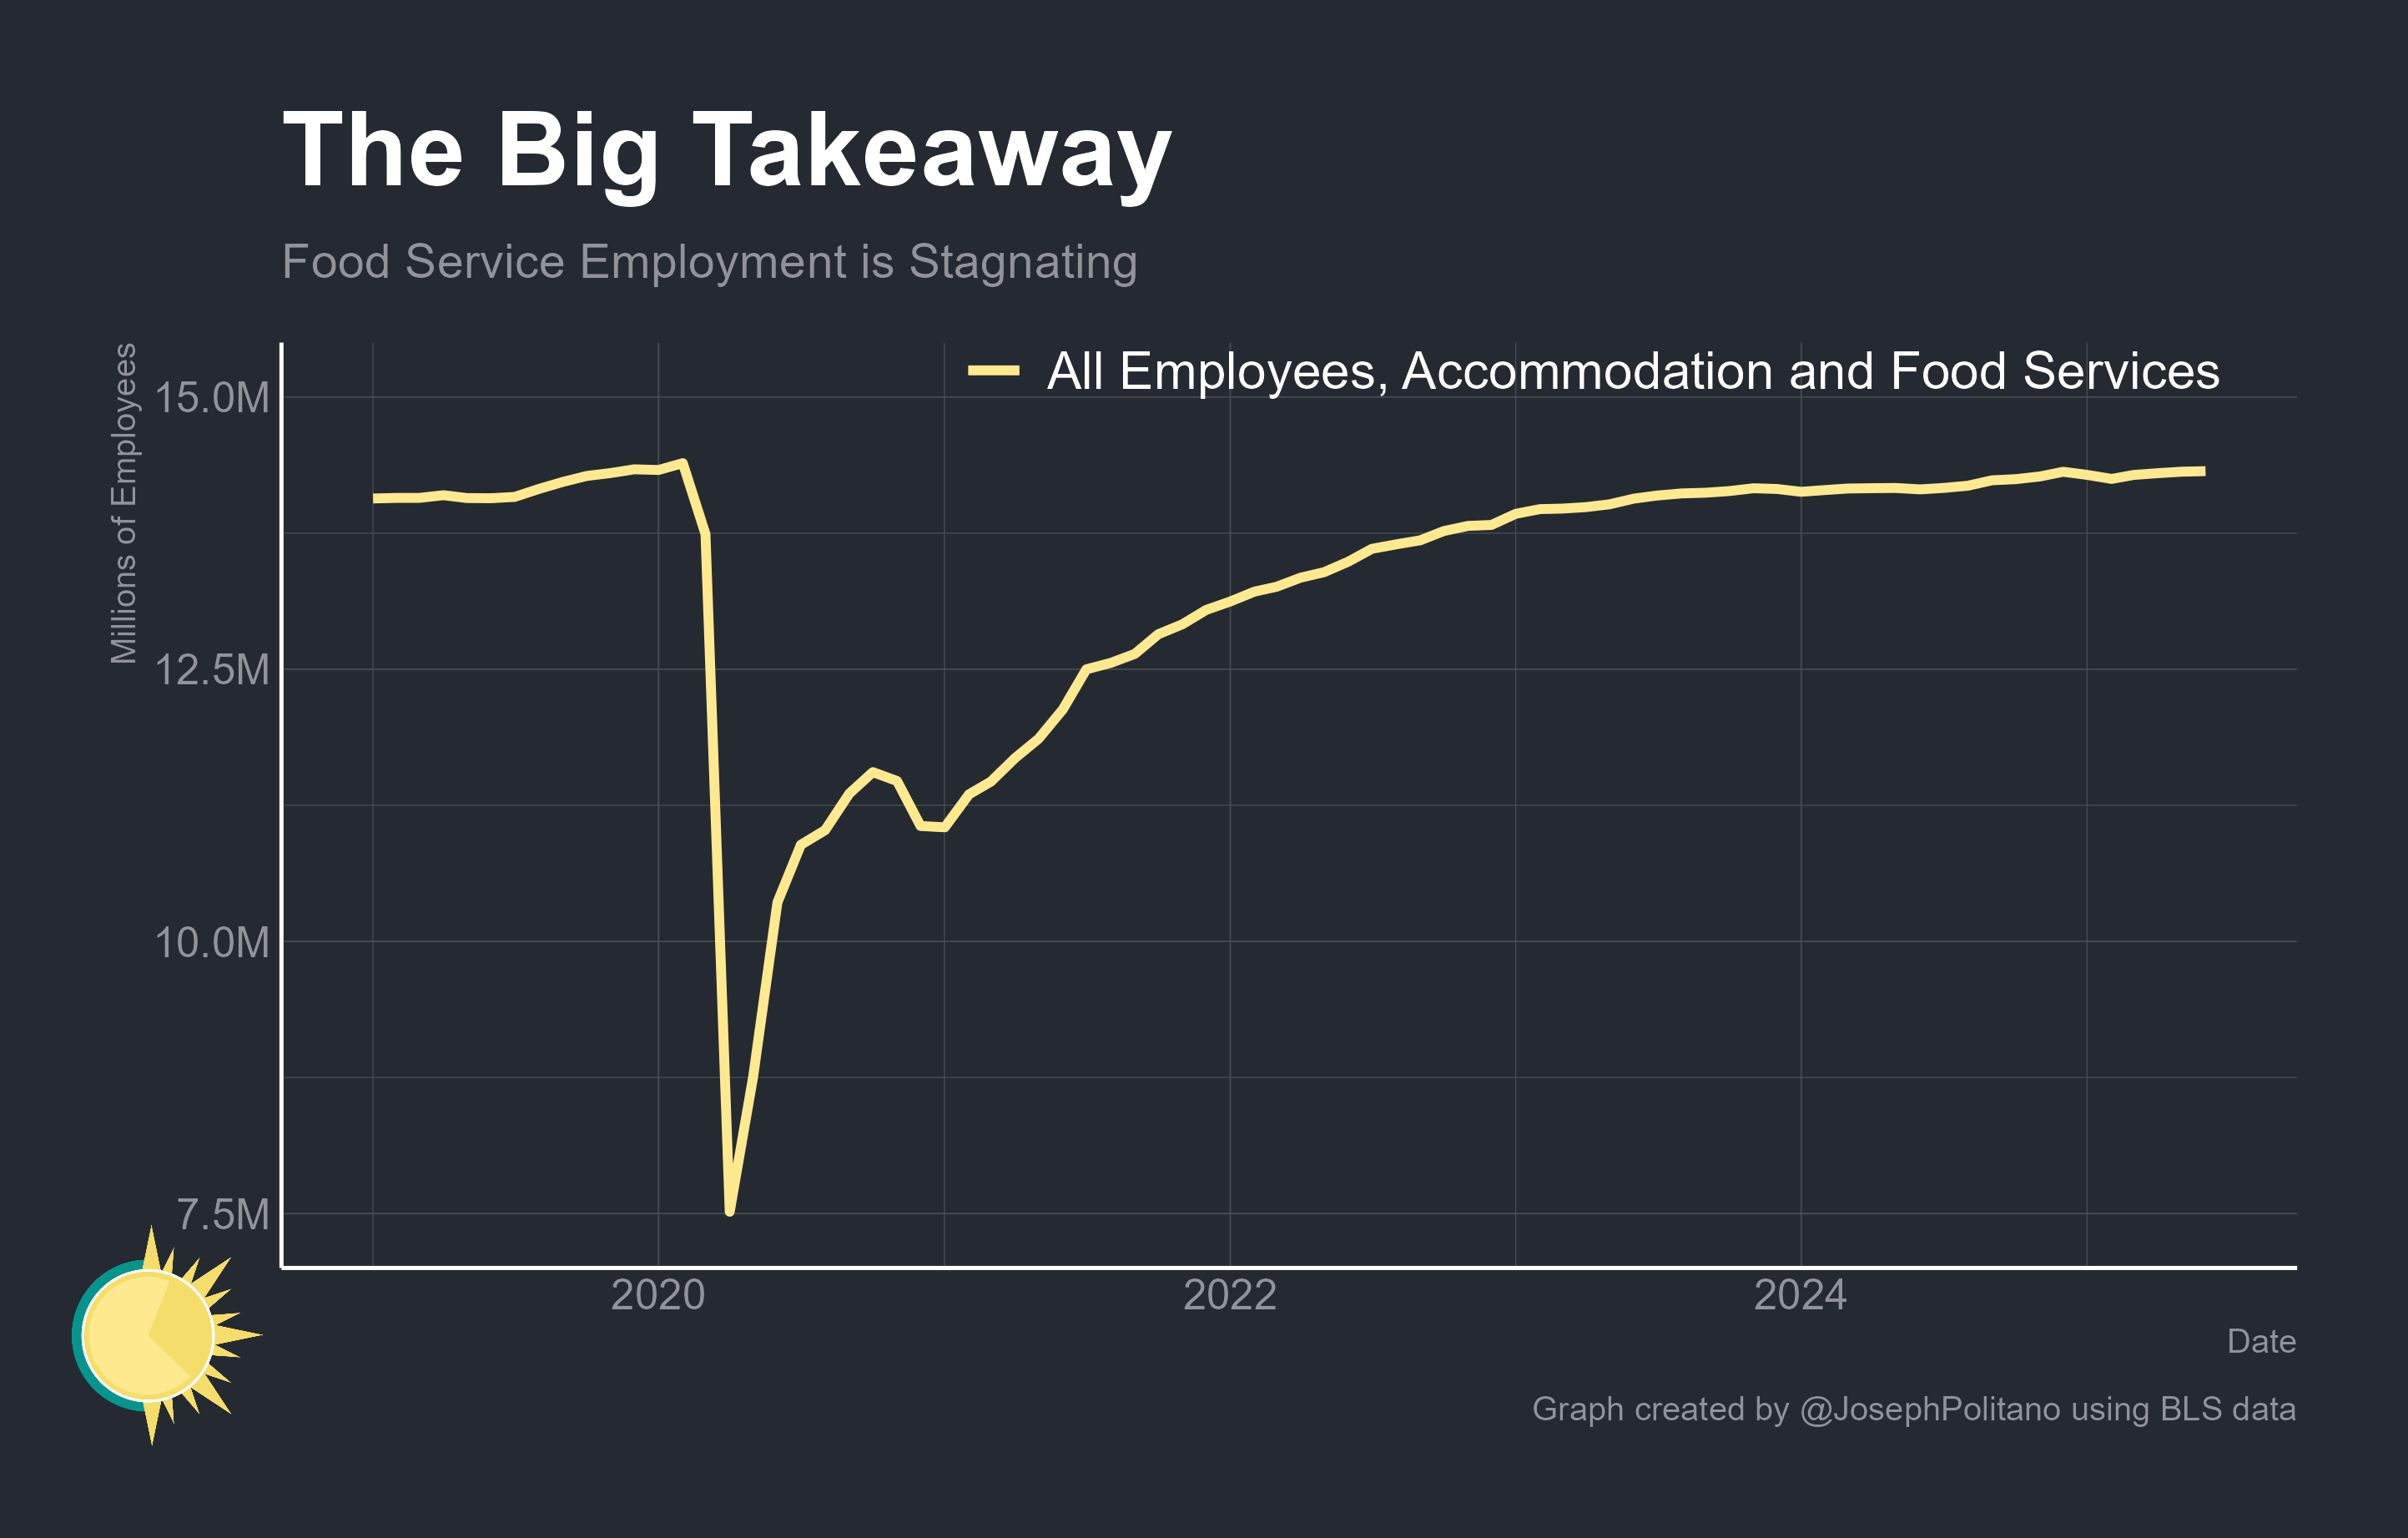 The Big Takeaway
Food Service Employment is Stagnating
Millions of Employees
All Employees, Accommodation and Food Services
15.0M
12.5M
10.0M
7.5M
2020
2022
2024
Date
Graph created by @JosephPolitano using BLS data